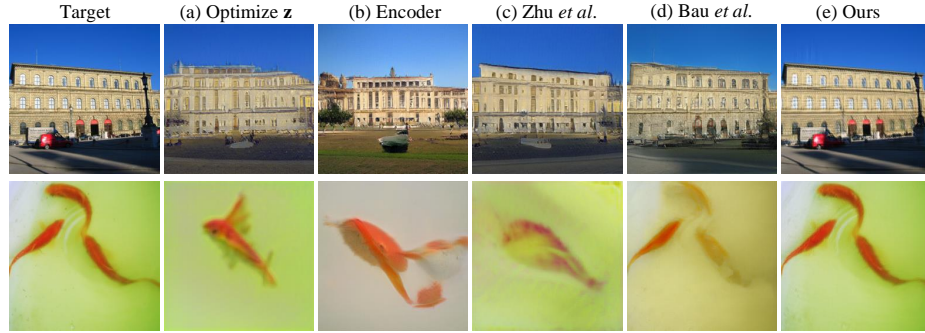 Target (a) Optimize z (b) Encoder (c) Zhu et al. (d) Bau et al. (e) Ours